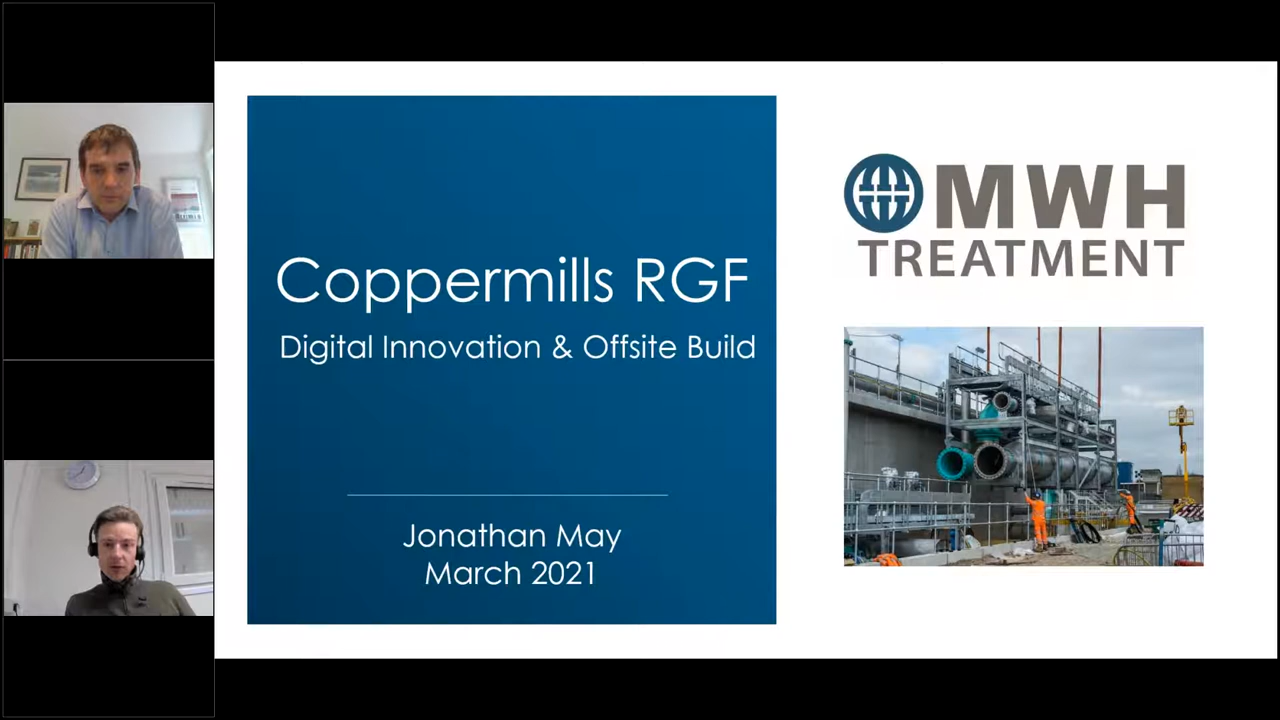 Coppermills RGF
Digital Innovation & Offsite Build
Jonathan May
March 2021
MWH
TREATMENT